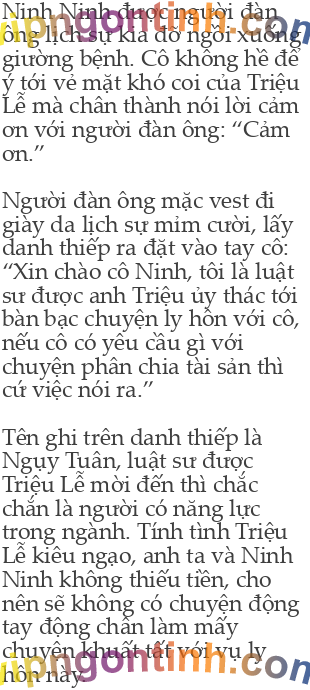 Ninh Ninh được người đàn
ông lịch sự kia đỡ ngồi xuống
giường bệnh. Cô không hề để
ý tới vẻ mặt khó coi của Triệu
Lễ mà chân thành nói lời cảm
ơn với người đàn ông: “Cảm
ơn.”
Người đàn ông mặc vest đi
giày da lịch sự mỉm cười, lấy
danh thiếp ra đặt vào tay cô:
“Xin chào cô Ninh, tôi là luật
sư được anh Triệu ủy thác tới
bàn bạc chuyện ly hôn với cô,
nếu cô có yêu cầu gì với
chuyện phân chia tài sản thì
cứ việc nói ra.”
Tên ghi trên danh thiếp là
Ngụy Tuân, luật sư được
Triệu Lễ mời đến thì chắc
chắn là người có năng lực
trong ngành. Tính tình Triệu
Lễ kiêu ngạo, anh ta và Ninh
Ninh không thiếu tiền, cho
nên sẽ không có chuyện động
tay động chân làm mấy
chuyện khuất tất với vụ ly
hôn này.